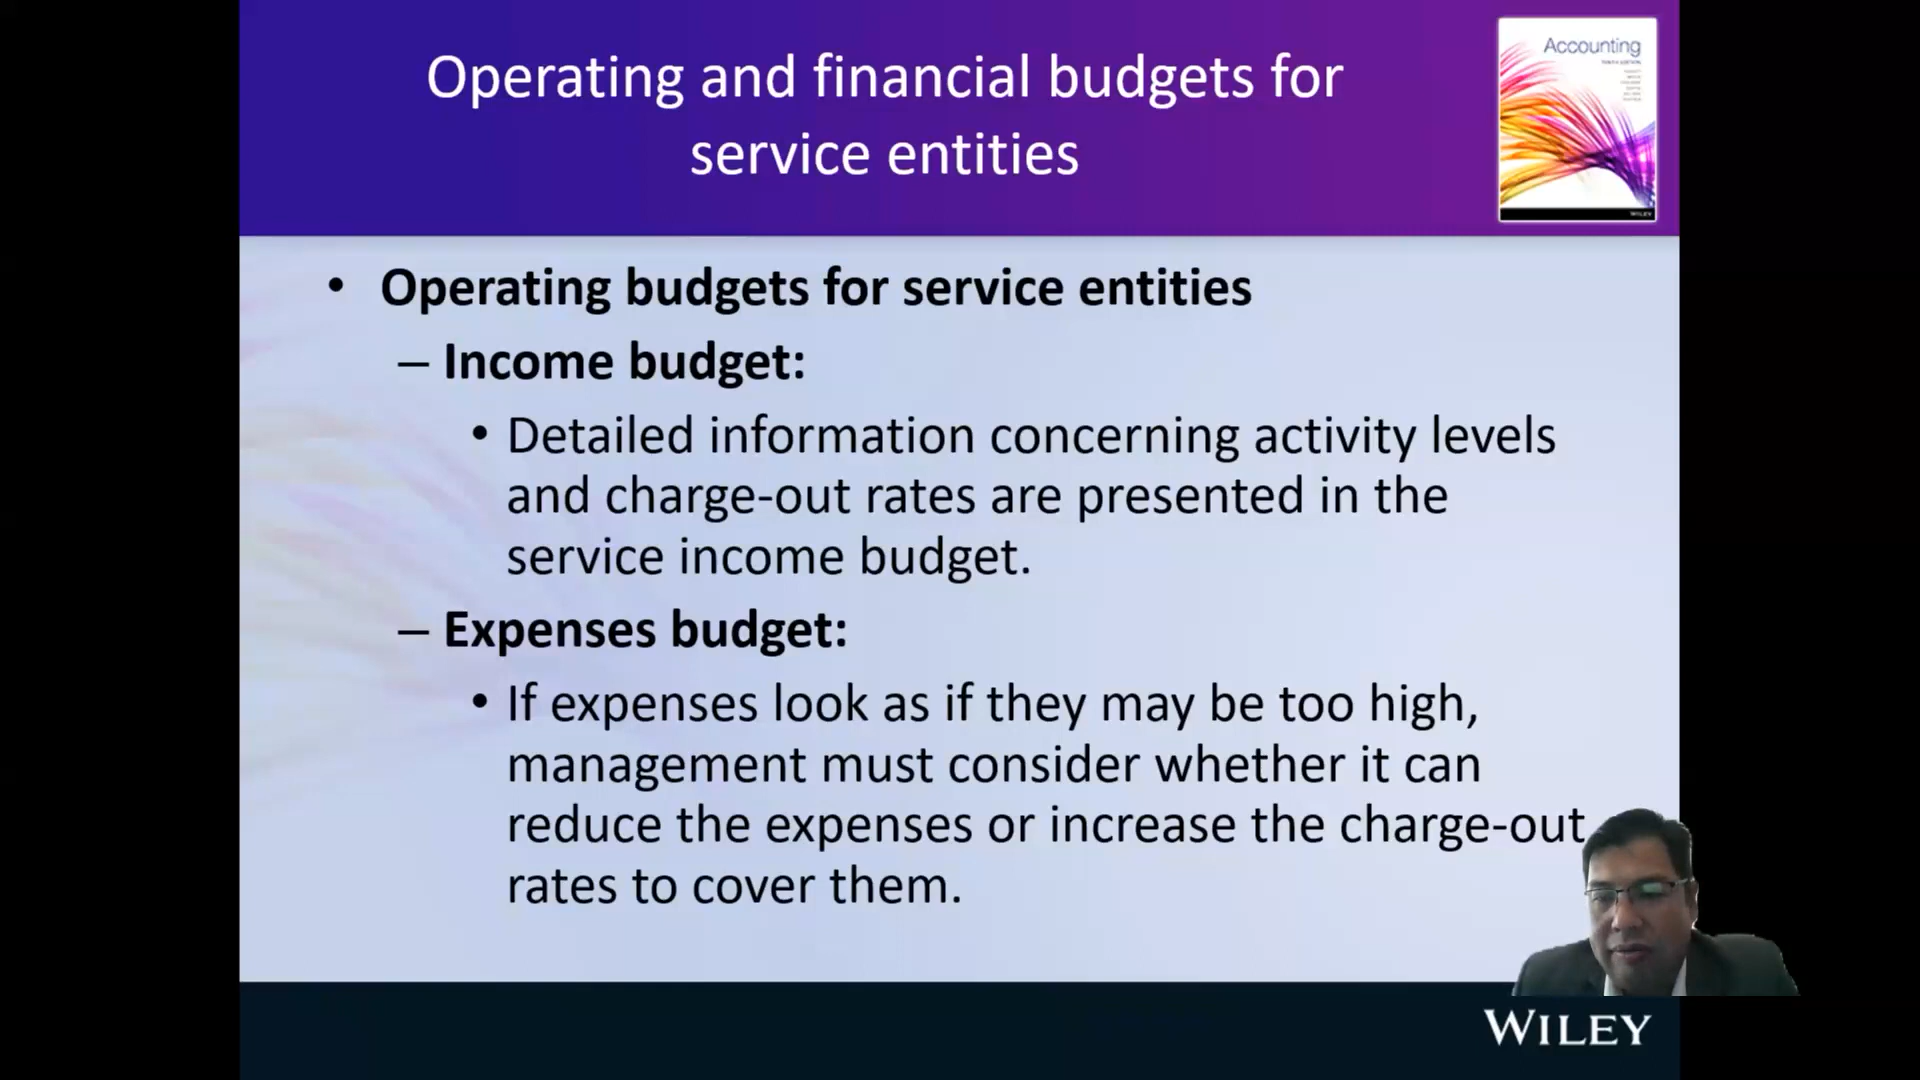 Operating and financial budgets for
service entities
Accounting
• Operating budgets for service entities
– Income budget:
• Detailed information concerning activity levels
and charge-out rates are presented in the
service income budget.
– Expenses budget:
• If expenses look as if they may be too high,
management must consider whether it can
reduce the expenses or increase the charge-out
rates to cover them.
WILEY
WILEY